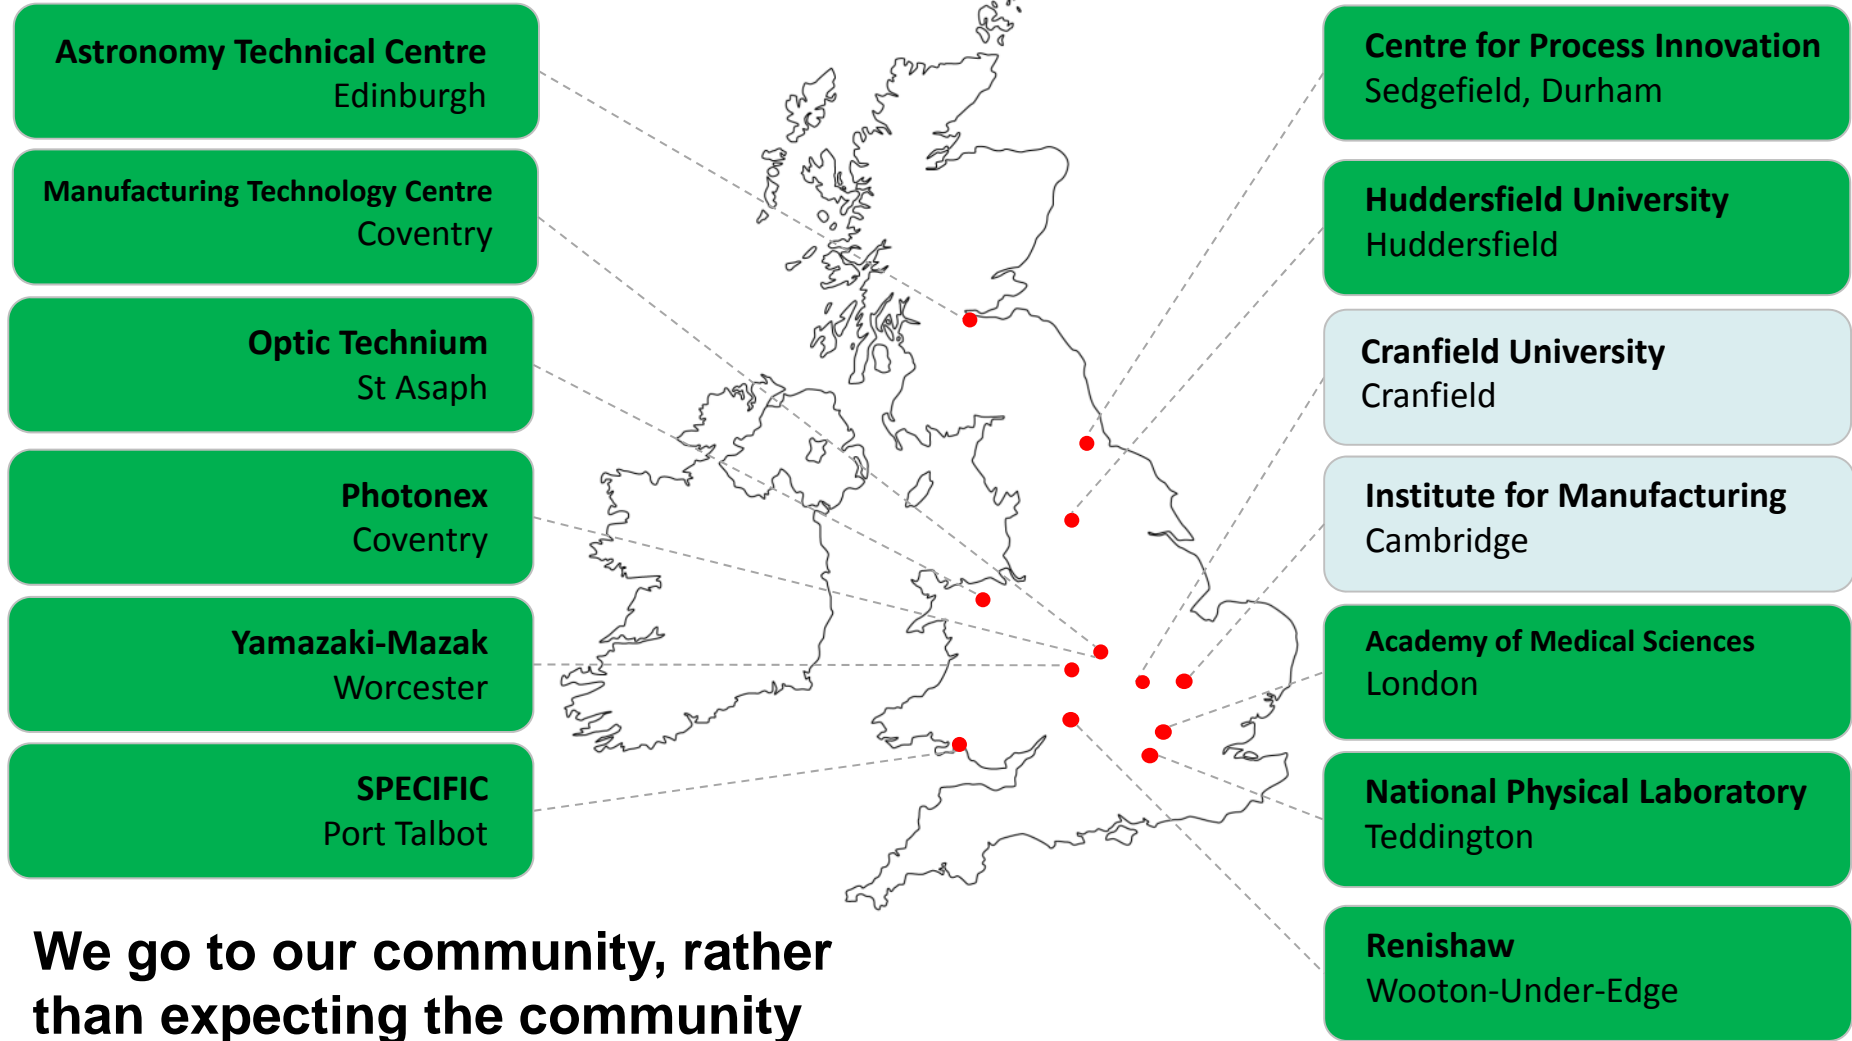 Astronomy Technical Centre
Edinburgh
Manufacturing Technology Centre
Coventry
Optic Technium
St Asaph
Photonex
Coventry
Yamazaki-Mazak
Worcester
SPECIFIC
Port Talbot
We go to our community, rather
than expecting the community
Centre for Process Innovation
Sedgefield, Durham
Huddersfield University
Huddersfield
Cranfield University
Cranfield
Institute for Manufacturing
Cambridge
Academy of Medical Sciences
London
National Physical Laboratory
Teddington
Renishaw
Wooton-Under-Edge